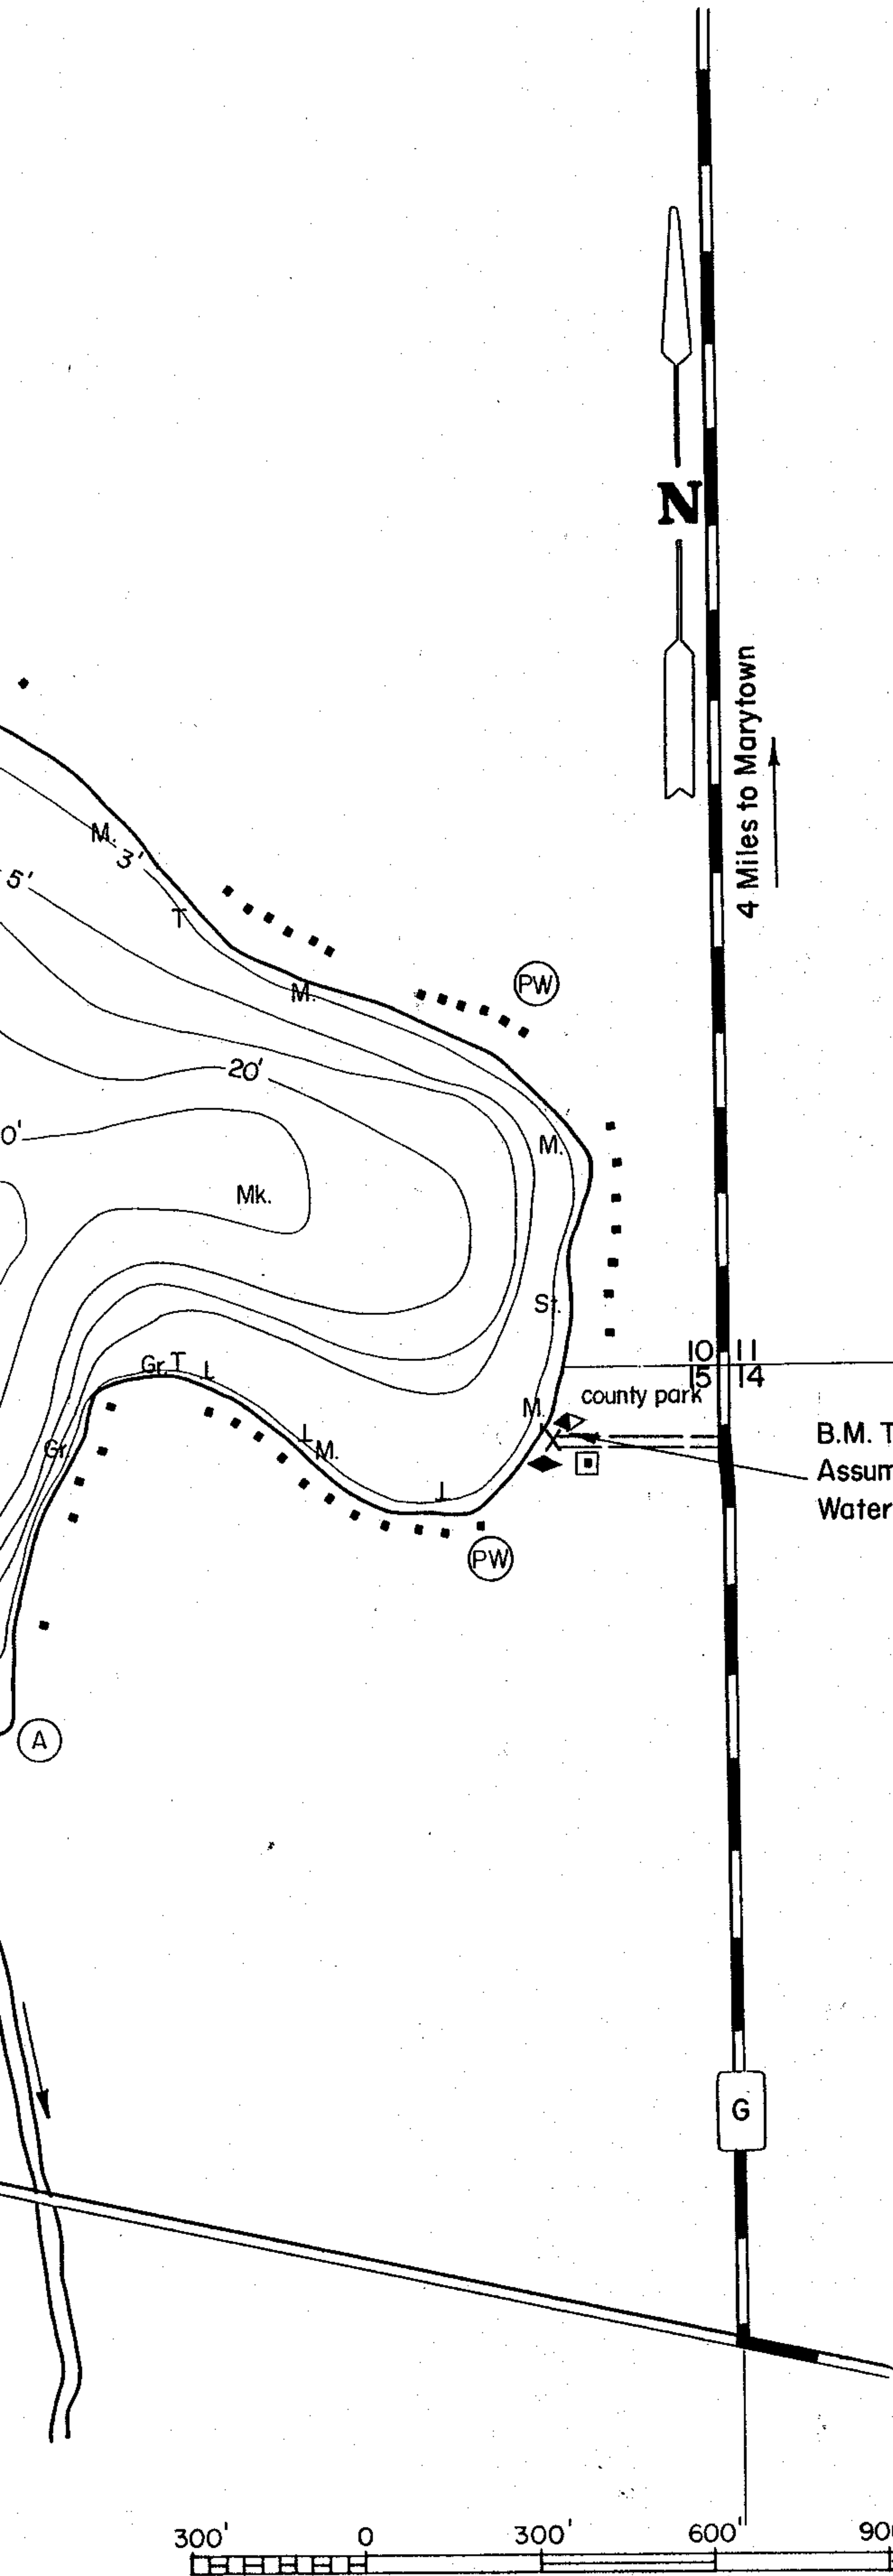 N
4 Miles to Marytown
M.
3'
5'
T
M.
PW
20'
0'
M.
Mk.
St.
10 11
15 14
county park
Gr. T
M.
B.M. T
Assum
Water
Gr.
M.
PW
A
G
300' 0 300' 600' 900